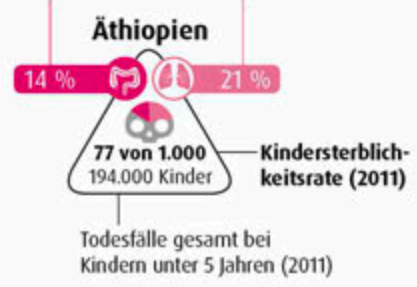 Äthiopien
14 %
21 %
77 von 1.000
194.000 Kinder
Kindersterblich-
keitsrate (2011)
Todesfälle gesamt bei
Kindern unter 5 Jahren (2011)